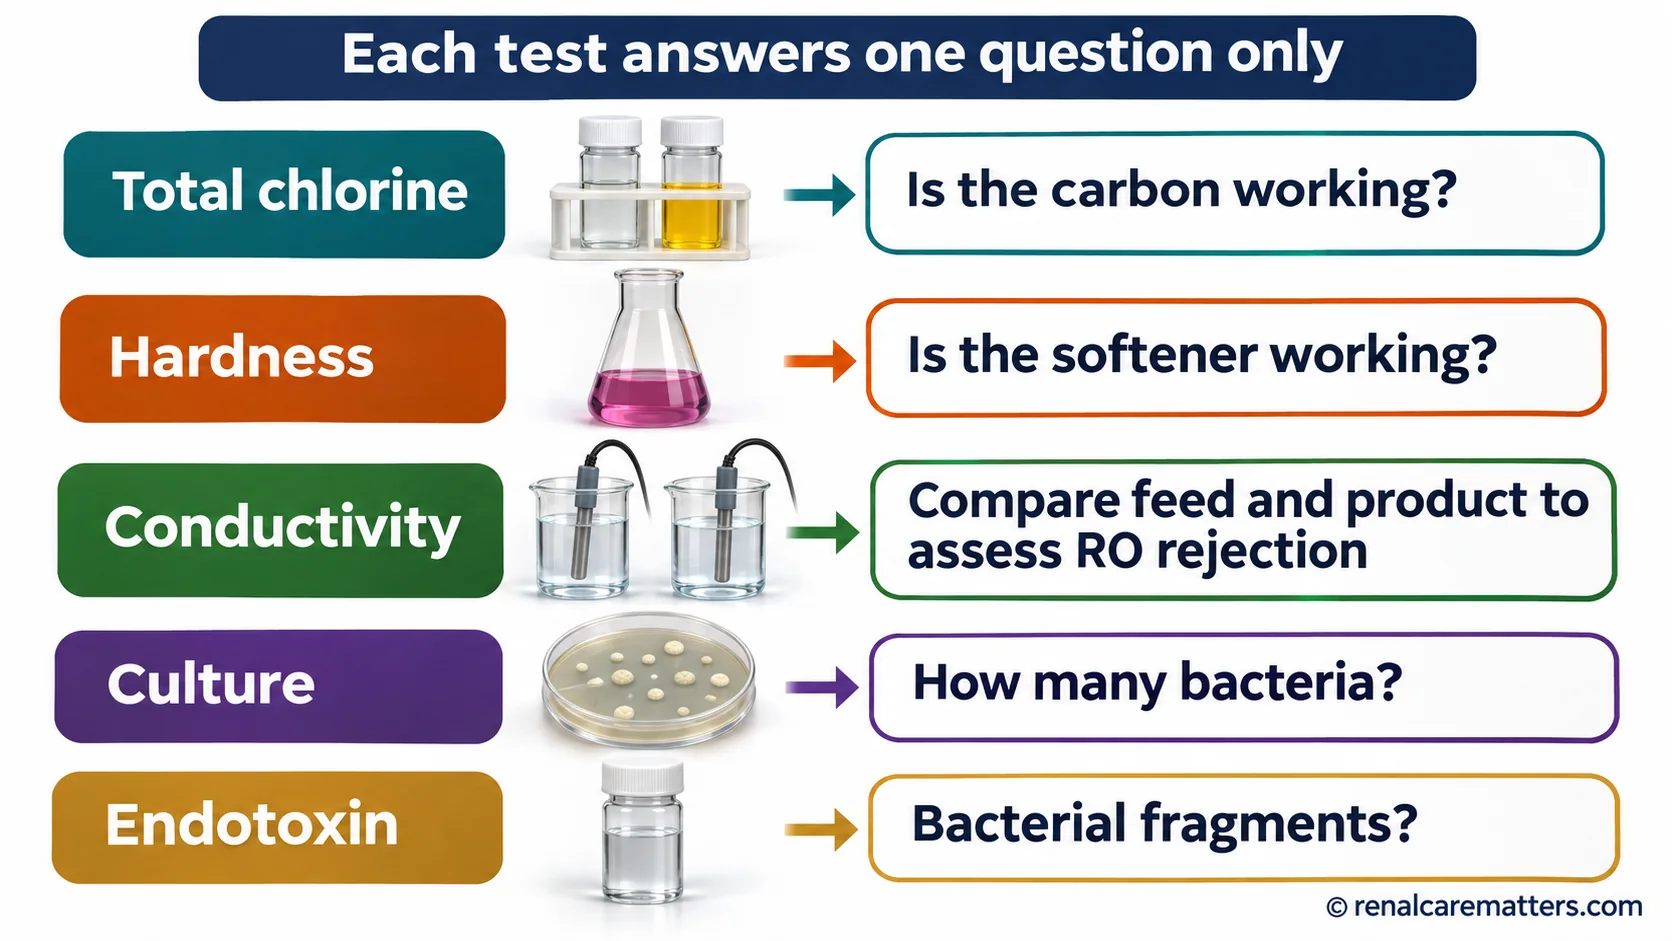 Each test answers one question only
Total chlorine
Is the carbon working?
Hardness
Is the softener working?
Conductivity
Compare feed and product to
assess RO rejection
Culture
How many bacteria?
Endotoxin
Bacterial fragments?
© renalcarematters.com